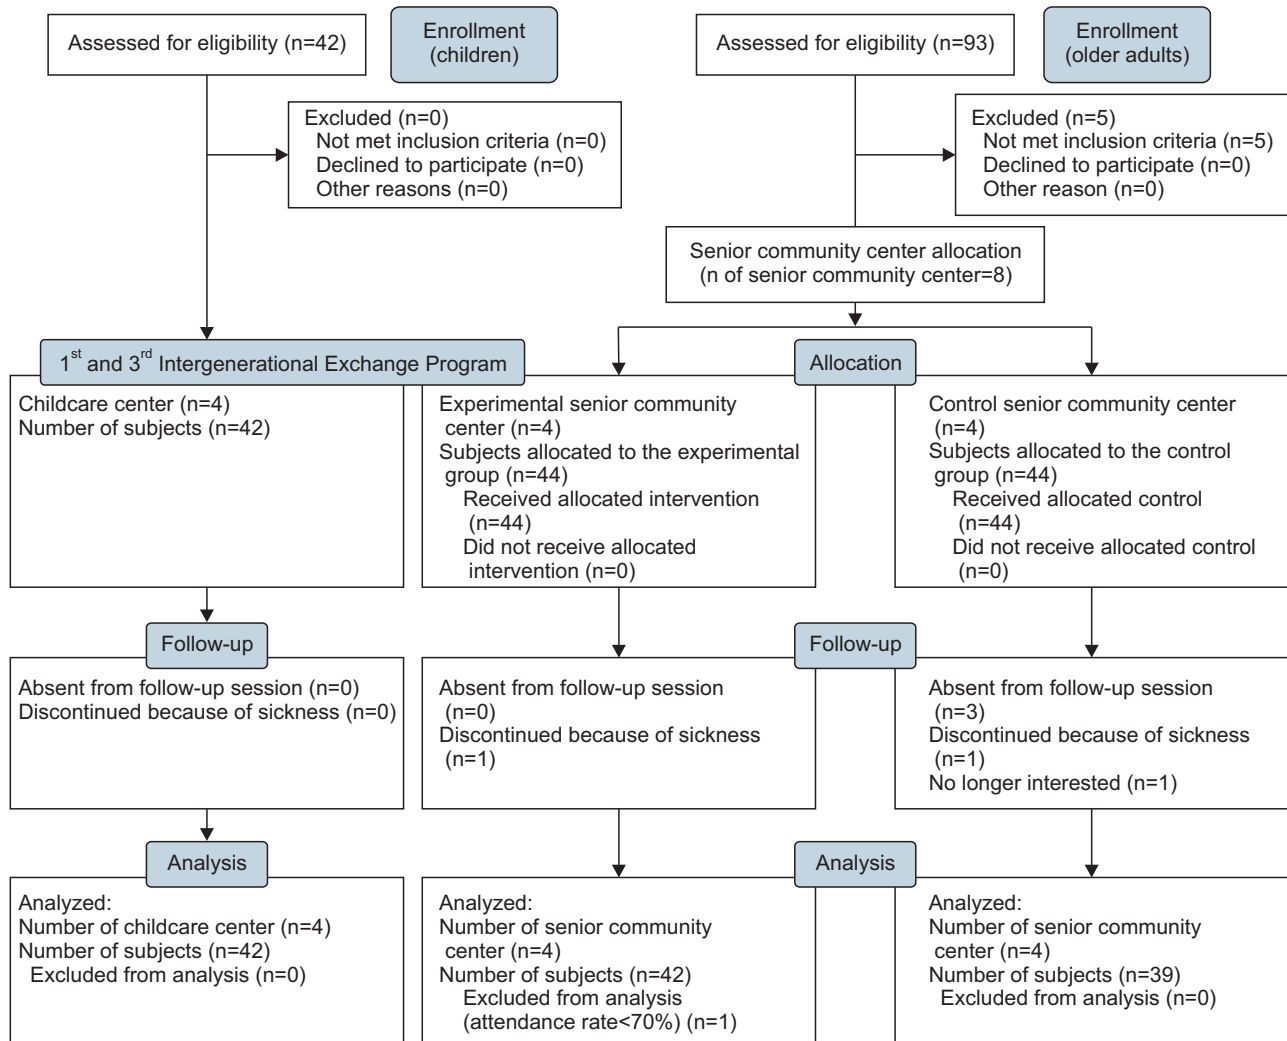 Assessed for eligibility (n=42)
Enrollment
(children)
Excluded (n=0)
Not met inclusion criteria (n=0)
Declined to participate (n=0)
Other reasons (n=0)
Assessed for eligibility (n=93)
Enrollment
(older adults)
Excluded (n=5)
Not met inclusion criteria (n=5)
Declined to participate (n=0)
Other reason (n=0)
Senior community center allocation
(n of senior community center=8)
1st and 3rd Intergenerational Exchange Program
Childcare center (n=4)
Number of subjects (n=42)
Allocation
Experimental senior community
center (n=4)
Subjects allocated to the experimental
group (n=44)
Received allocated intervention
(n=44)
Did not receive allocated
intervention (n=0)
Control senior community center
(n=4)
Subjects allocated to the control
group (n=44)
Received allocated control
(n=44)
Did not receive allocated control
(n=0)
Follow-up
Absent from follow-up session (n=0)
Discontinued because of sickness (n=0)
Follow-up
Absent from follow-up session
(n=0)
Discontinued because of sickness
(n=1)
Absent from follow-up session
(n=3)
Discontinued because of sickness
(n=1)
No longer interested (n=1)
Analysis
Analyzed:
Number of childcare center (n=4)
Number of subjects (n=42)
Excluded from analysis (n=0)
Analysis
Analyzed:
Number of senior community
center (n=4)
Number of subjects (n=42)
Excluded from analysis
(attendance rate<70%) (n=1)
Analyzed:
Number of senior community
center (n=4)
Number of subjects (n=39)
Excluded from analysis (n=0)